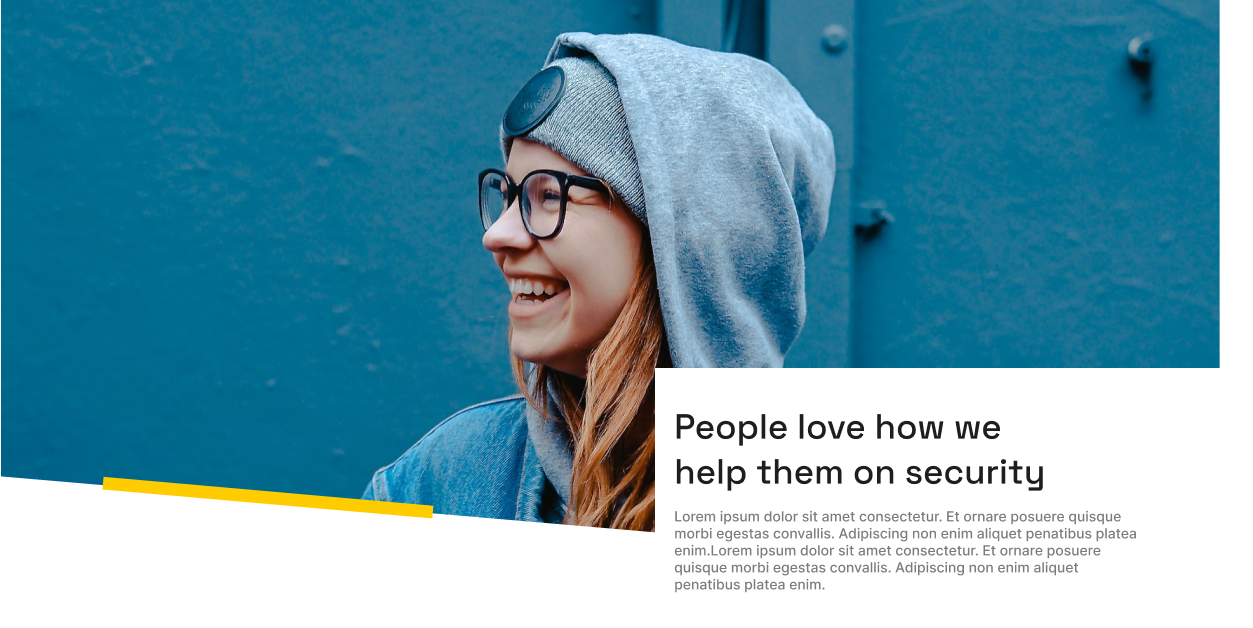 People love how we
help them on security
Lorem ipsum dolor sit amet consectetur. Et ornare posuere quisque
morbi egestas convallis. Adipiscing non enim aliquet penatibus platea
enim.Lorem ipsum dolor sit amet consectetur. Et ornare posuere
quisque morbi egestas convallis. Adipiscing non enim aliquet
penatibus platea enim.